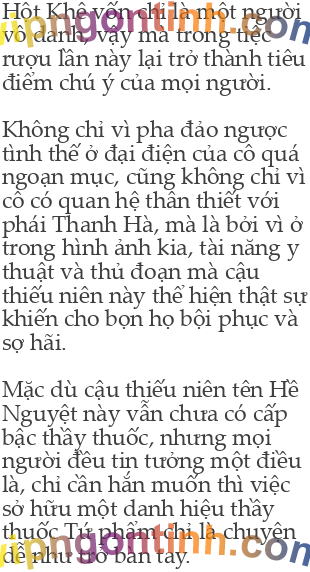 Hột Khê vốn chỉ là một người
vô danh, vậy mà trong tiệc
rượu lần này lại trở thành tiêu
điểm chú ý của mọi người.
Không chỉ vì pha đảo ngược
tình thế ở đại điện của cô quá
ngoạn mục, cũng không chỉ vì
cô có quan hệ thân thiết với
phái Thanh Hà, mà là bởi vì ở
trong hình ảnh kia, tài năng y
thuật và thủ đoạn mà cậu
thiếu niên này thể hiện thật sự
khiến cho bọn họ bội phục và
sợ hãi.
Mặc dù cậu thiếu niên tên Hề
Nguyệt này vẫn chưa có cấp
bậc thầy thuốc, nhưng mọi
người đều tin tưởng một điều
là, chỉ cần hắn muốn thì việc
sở hữu một danh hiệu thầy
thuốc Tứ phẩm chỉ là chuyện
dễ như trở bàn tay.
vipngontinh.com
vipngontinh.com